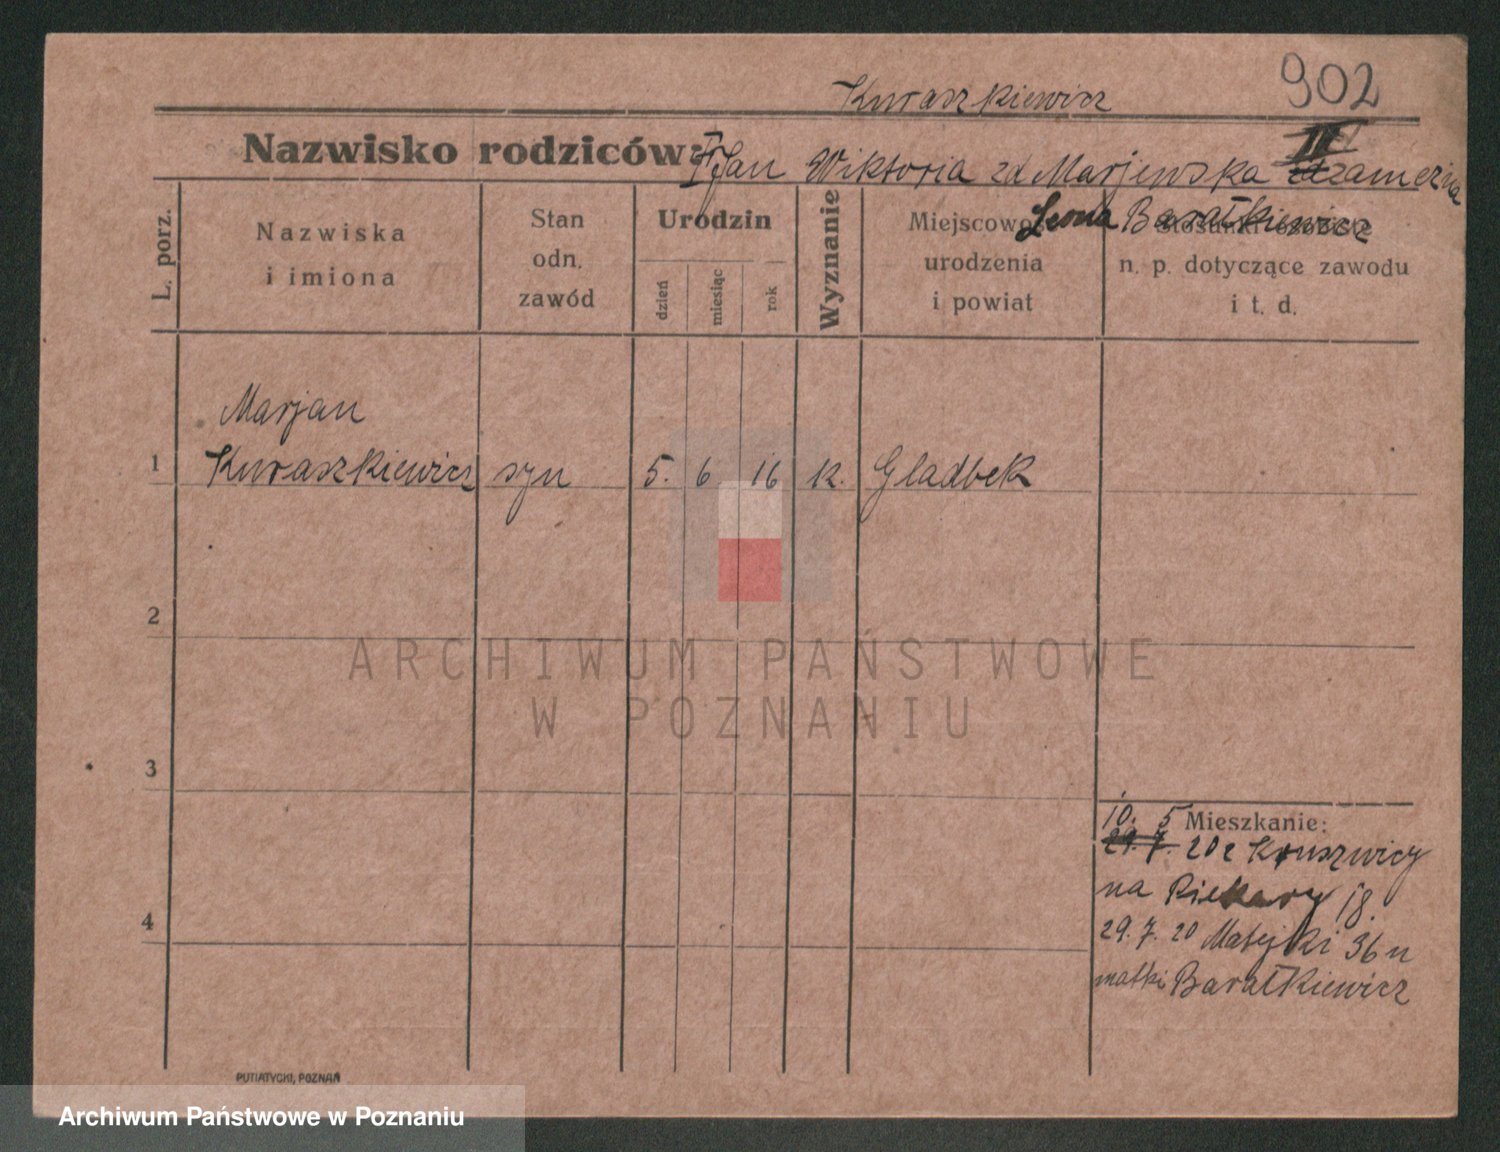 902
Kuraszkiewicz
Nazwisko rodziców: Jan Wiktoria zd Marjewska zamężna
Leona Barałkiewicz
L. porz.
Nazwiska
i imiona
Stan
odn.
zawód
Urodzin
dzień
miesiąc
rok
Wyznanie
Miejscowość
urodzenia
i powiat
Stosunki osobiste
n. p. dotyczące zawodu
i t. d.
Marjan
1 Kuraszkiewicz syn 5. 6 16 k. Gladbek
2
ARCHIWUM PAŃSTWOWE
W POZNANIU
3
10. 5 Mieszkanie:
29. 7. 20 z Kruszwicy
na Piekary 18.
4
29. 7. 20 Matejki 36 u
matki Barałkiewicz
PUTIATYCKI, POZNAŃ
Archiwum Państwowe w Poznaniu